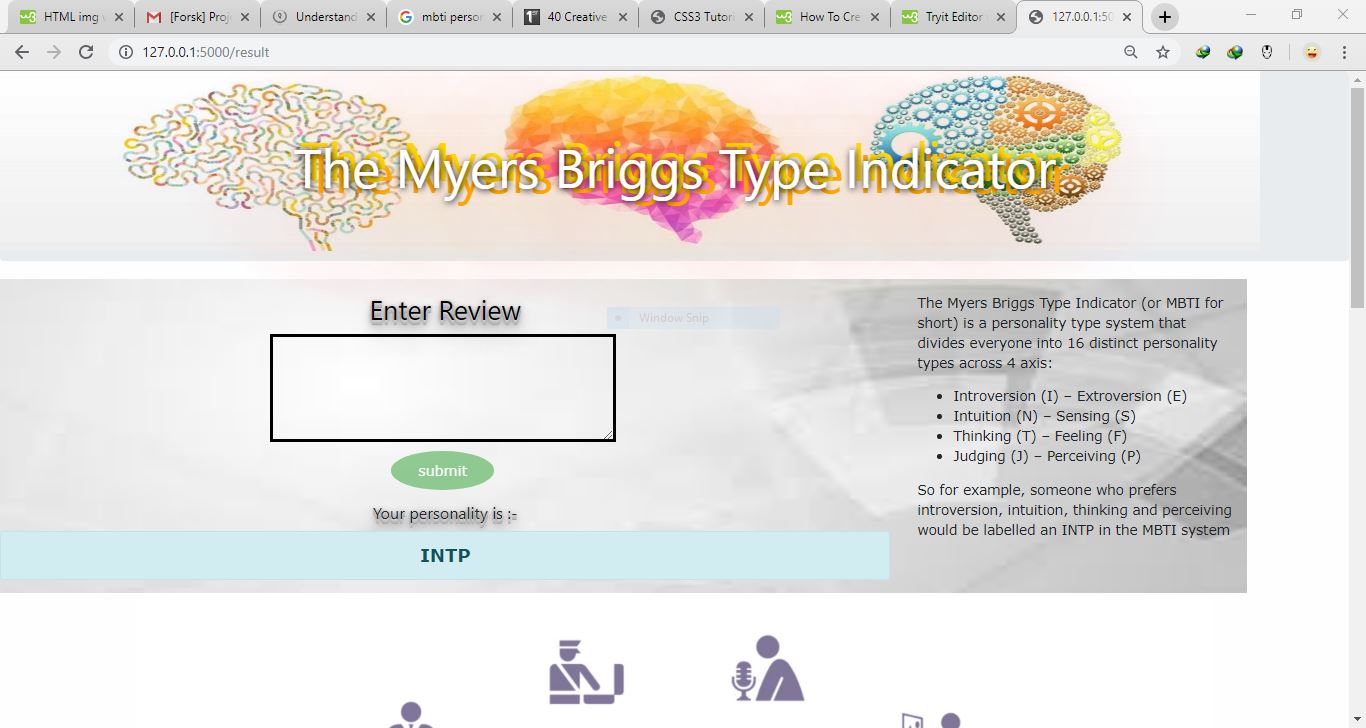 HTML img
[Forsk] Proj
Understand
mbti person
40 Creative
CSS3 Tutori
How To Cre
Tryit Editor
127.0.0.1:50
127.0.0.1:5000/result
The Myers Briggs Type Indicator
Enter Review
Window Snip
submit
Your personality is :-
INTP
The Myers Briggs Type Indicator (or MBTI for
short) is a personality type system that
divides everyone into 16 distinct personality
types across 4 axis:
• Introversion (I) – Extroversion (E)
• Intuition (N) – Sensing (S)
• Thinking (T) – Feeling (F)
• Judging (J) – Perceiving (P)
So for example, someone who prefers
introversion, intuition, thinking and perceiving
would be labelled an INTP in the MBTI system